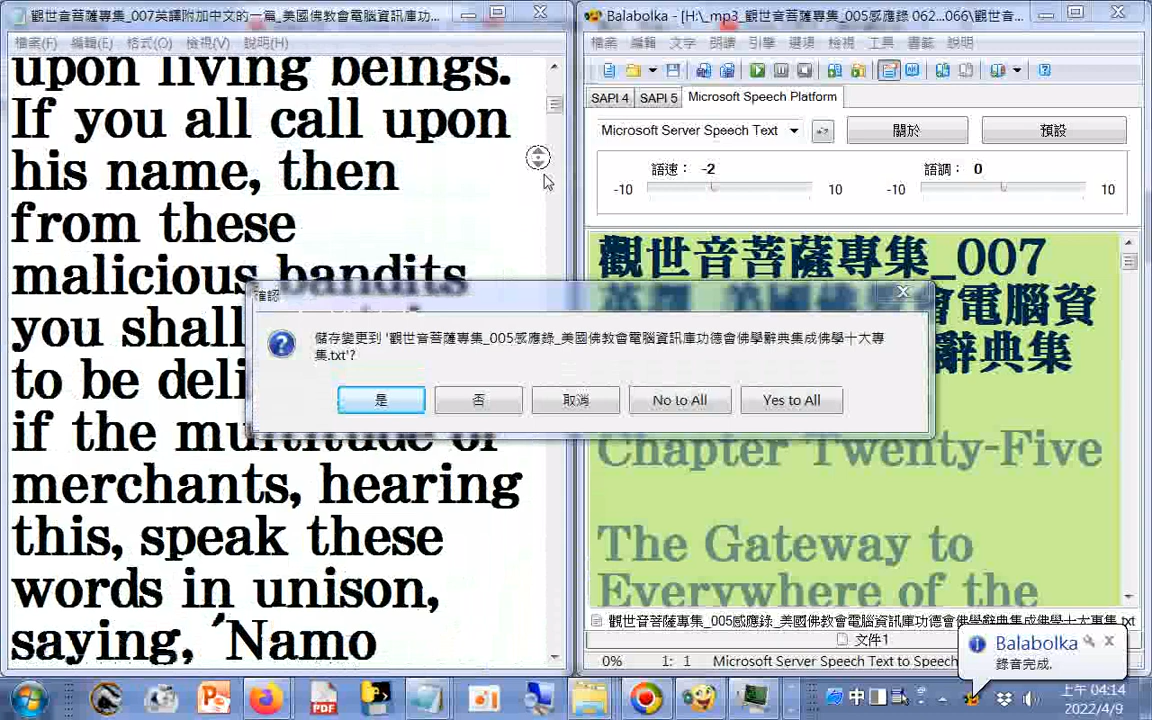 觀世音菩薩專集_007英譯附加中文的一篇_美國佛教會電腦資訊庫功...
檔案(F) 編輯(E) 格式(O) 檢視(V) 說明(H)
upon living beings.
If you all call upon
his name, then
from these
malicious bandits
you shall
to be deli
if the multitude of
merchants, hearing
this, speak these
words in unison,
saying, 'Namo
Balabolka - [H:\_mp3_觀世音菩薩專集_005感應錄 062...066\觀世音...
檔案 編輯 文字 朗讀 引擎 選項 檢視 工具 書籤 說明
SAPI 4 SAPI 5 Microsoft Speech Platform
Microsoft Server Speech Text 關於 預設
語速： -2 語調： 0
-10 10 -10 10
觀世音菩薩專集_007
英譯_美國佛教會電腦資
辭典集
Chapter Twenty-Five
The Gateway to
Everywhere of the
確認
儲存變更到 '觀世音菩薩專集_005感應錄_美國佛教會電腦資訊庫功德會佛學辭典集成佛學十大專
集.txt'?
是 否 取消 No to All Yes to All
觀世音菩薩專集_005感應錄_美國佛教會電腦資訊庫功德會佛學辭典集成佛學十大專集.txt
文件1
0% 1: 1 Microsoft Server Speech Text to Speech
Balabolka
錄音完成.
中
上午 04:14
2022/4/9